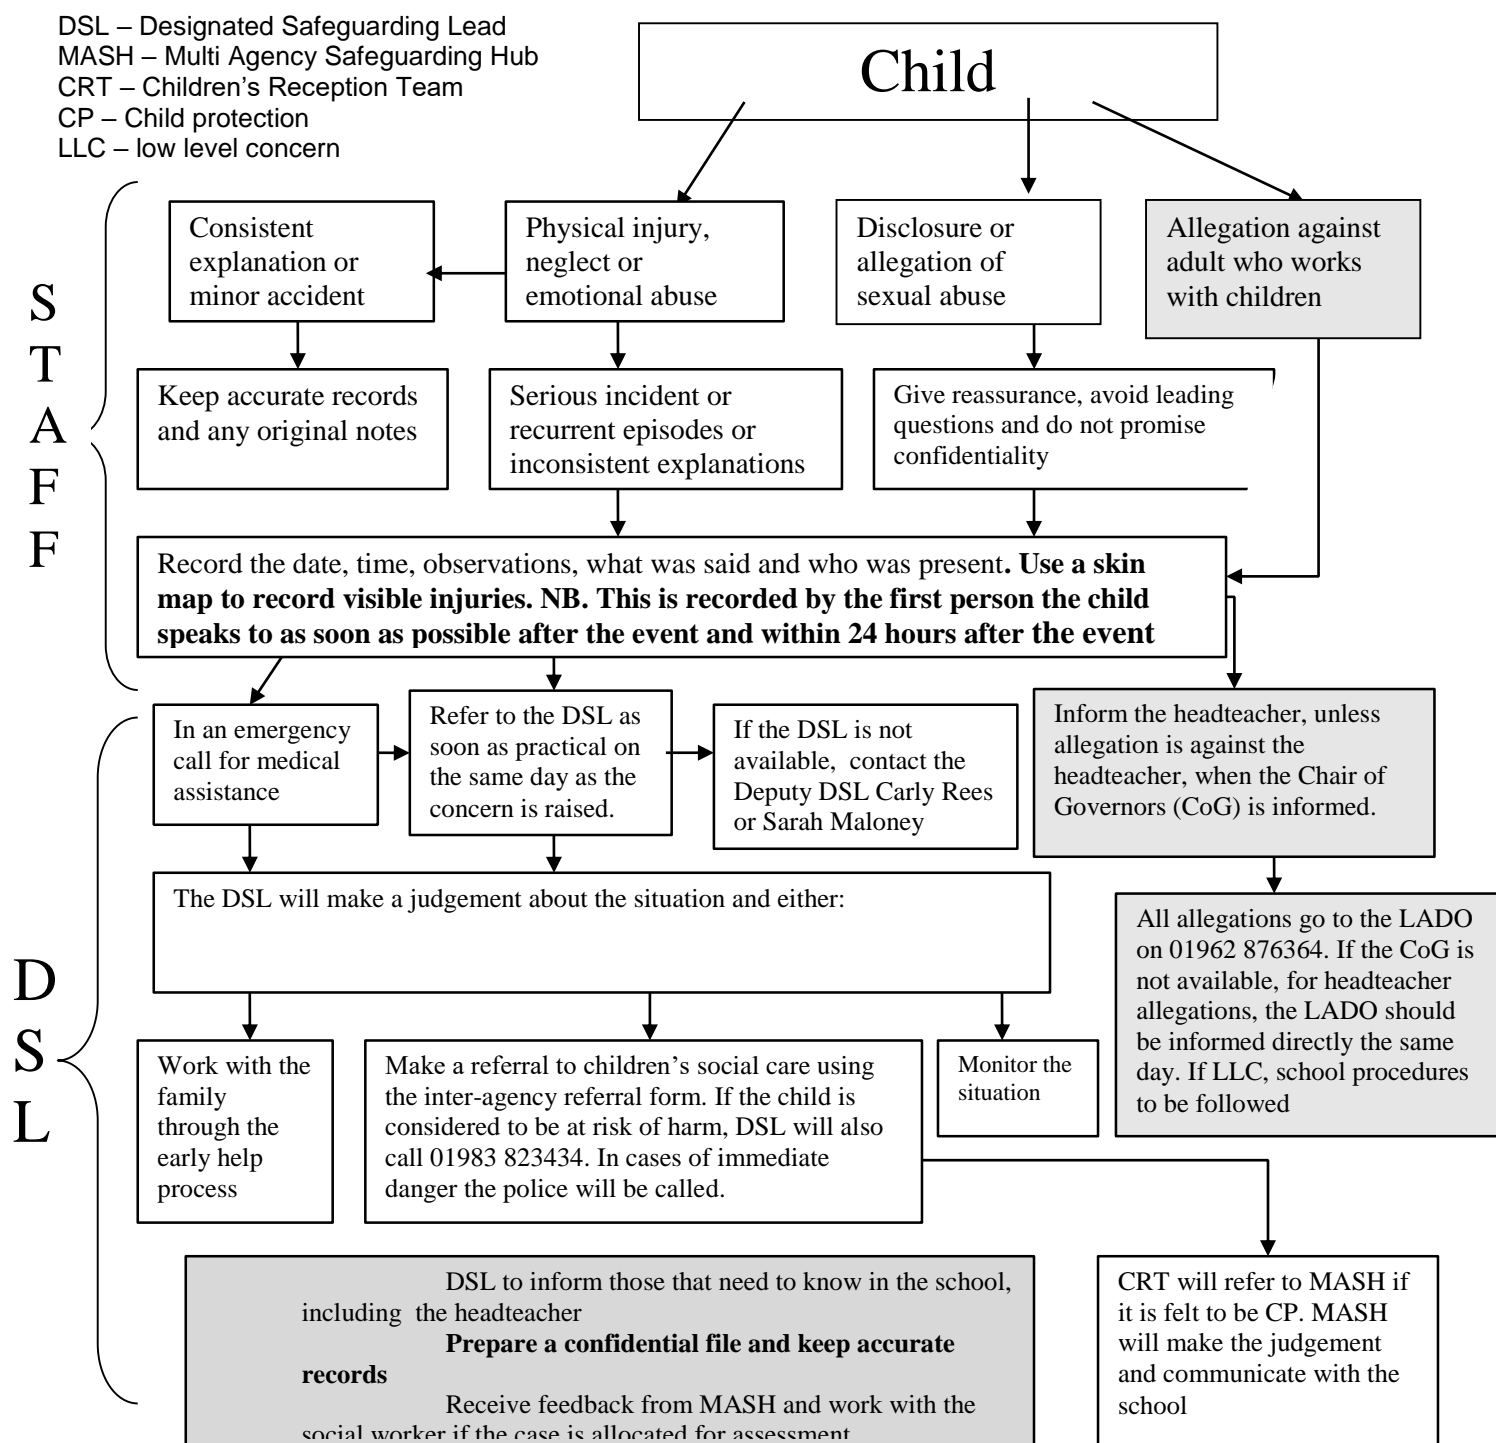 DSL – Designated Safeguarding Lead
MASH – Multi Agency Safeguarding Hub
CRT – Children's Reception Team
CP – Child protection
LLC – low level concern
Child
S
T
A
F
F
Consistent
explanation or
minor accident
Physical injury,
neglect or
emotional abuse
Disclosure or
allegation of
sexual abuse
Allegation against
adult who works
with children
Keep accurate records
and any original notes
Serious incident or
recurrent episodes or
inconsistent explanations
Give reassurance, avoid leading
questions and do not promise
confidentiality
Record the date, time, observations, what was said and who was present. Use a skin
map to record visible injuries. NB. This is recorded by the first person the child
speaks to as soon as possible after the event and within 24 hours after the event
D
S
L
In an emergency
call for medical
assistance
Refer to the DSL as
soon as practical on
the same day as the
concern is raised.
If the DSL is not
available,  contact the
Deputy DSL Carly Rees
or Sarah Maloney
Inform the headteacher, unless
allegation is against the
headteacher, when the Chair of
Governors (CoG) is informed.
The DSL will make a judgement about the situation and either:
All allegations go to the LADO
on 01962 876364. If the CoG is
not available, for headteacher
allegations, the LADO should
be informed directly the same
day. If LLC, school procedures
to be followed
Work with the
family
through the
early help
process
Make a referral to children's social care using
the inter-agency referral form. If the child is
considered to be at risk of harm, DSL will also
call 01983 823434. In cases of immediate
danger the police will be called.
Monitor the
situation
DSL to inform those that need to know in the school,
including  the headteacher
Prepare a confidential file and keep accurate
records
Receive feedback from MASH and work with the
social worker if the case is allocated for assessment
CRT will refer to MASH if
it is felt to be CP. MASH
will make the judgement
and communicate with the
school